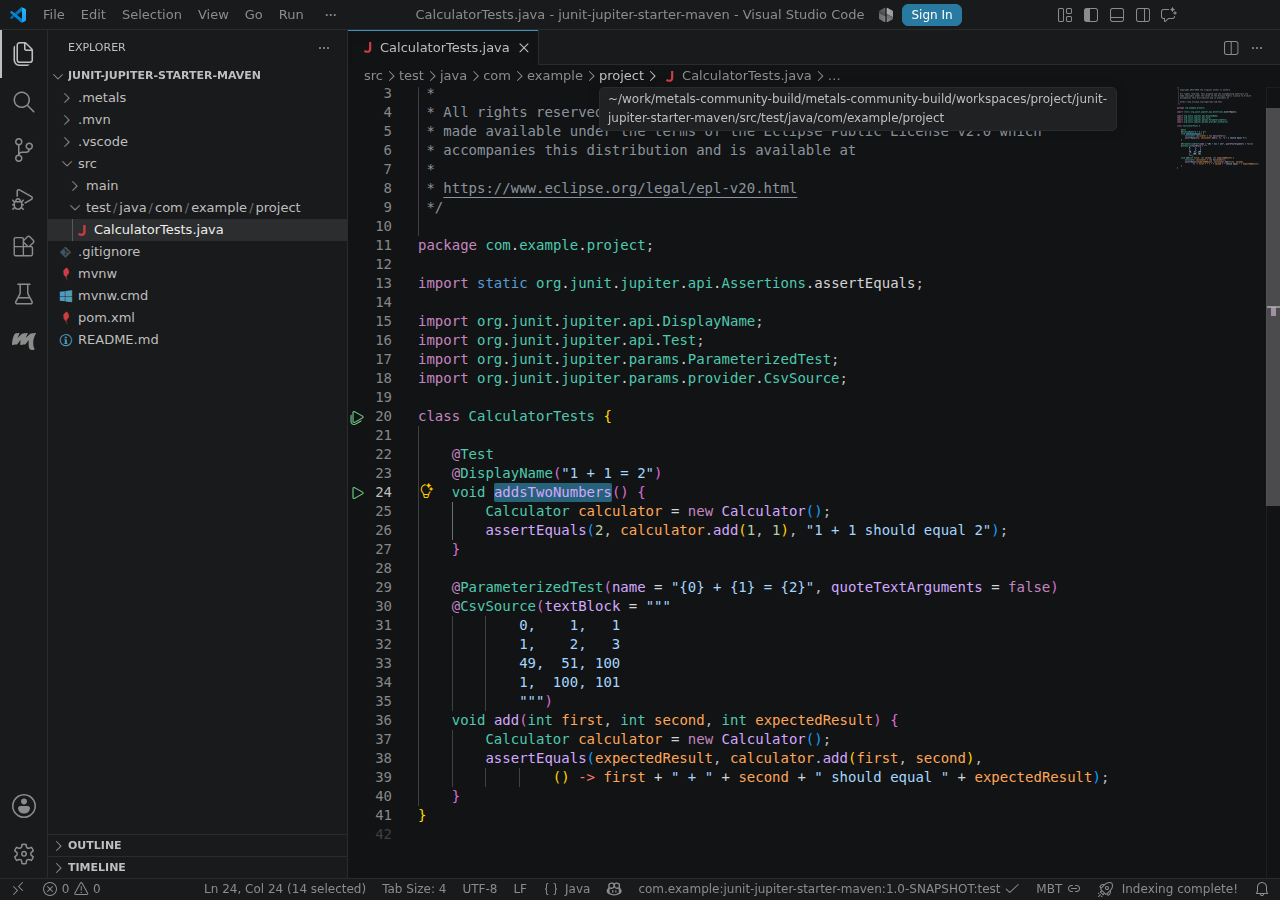 File Edit Selection View Go Run ···
CalculatorTests.java - junit-jupiter-starter-maven - Visual Studio Code
Sign In
EXPLORER
JUNIT-JUPITER-STARTER-MAVEN
.metals
.mvn
.vscode
src
main
test/java/com/example/project
CalculatorTests.java
.gitignore
mvnw
mvnw.cmd
pom.xml
README.md
OUTLINE
TIMELINE
CalculatorTests.java
src > test > java > com > example > project > CalculatorTests.java > ...
~/work/metals-community-build/metals-community-build/workspaces/project/junit-
jupiter-starter-maven/src/test/java/com/example/project
3 *
4 * All rights reserved
5 * made available under the terms of the Eclipse Public License v2.0 which
6 * accompanies this distribution and is available at
7 *
8 * https://www.eclipse.org/legal/epl-v20.html
9 */
10
11 package com.example.project;
12
13 import static org.junit.jupiter.api.Assertions.assertEquals;
14
15 import org.junit.jupiter.api.DisplayName;
16 import org.junit.jupiter.api.Test;
17 import org.junit.jupiter.params.ParameterizedTest;
18 import org.junit.jupiter.params.provider.CsvSource;
19
20 class CalculatorTests {
21
22 @Test
23 @DisplayName("1 + 1 = 2")
24 void addsTwoNumbers() {
25 Calculator calculator = new Calculator();
26 assertEquals(2, calculator.add(1, 1), "1 + 1 should equal 2");
27 }
28
29 @ParameterizedTest(name = "{0} + {1} = {2}", quoteTextArguments = false)
30 @CsvSource(textBlock = """
31 0, 1, 1
32 1, 2, 3
33 49, 51, 100
34 1, 100, 101
35 """)
36 void add(int first, int second, int expectedResult) {
37 Calculator calculator = new Calculator();
38 assertEquals(expectedResult, calculator.add(first, second),
39 () -> first + " + " + second + " should equal " + expectedResult);
40 }
41 }
42
0 0 Ln 24, Col 24 (14 selected) Tab Size: 4 UTF-8 LF { } Java com.example:junit-jupiter-starter-maven:1.0-SNAPSHOT:test MBT Indexing complete!